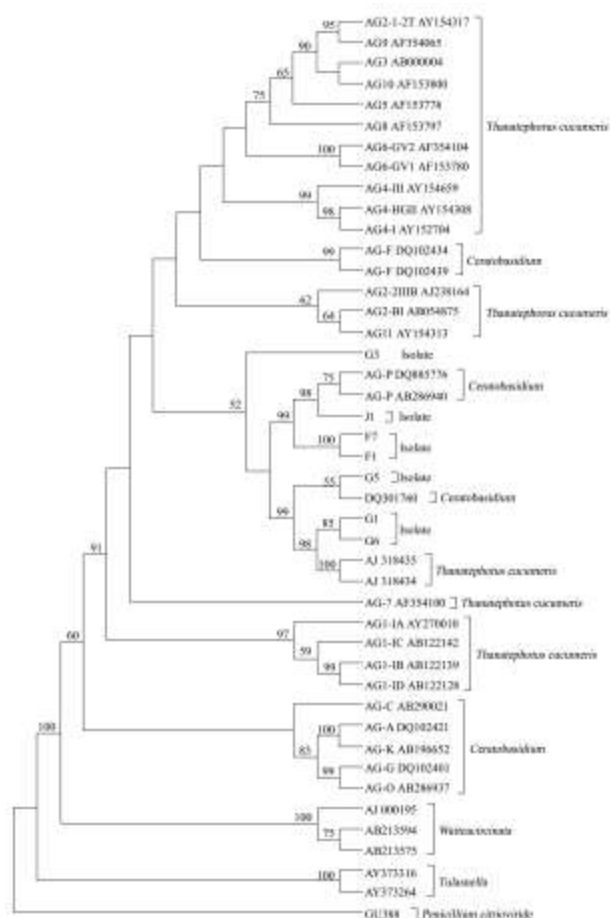 95
AG2-1-2T AY154317
AG9 AF354065
90
AG3 AB000004
AG10 AF153800
65
AG5 AF153778
75
AG8 AF153797
Thanatephorus cucumeris
100
AG6-GV2 AF354104
AG6-GV1 AF153780
99
AG4-III AY154659
98
AG4-HGII AY154308
AG4-I AY152704
99
AG-F DQ102434
AG-F DQ102439
Ceratobasidium
62
AG2-2IIIB AJ238164
64
AG2-BI AB054875
AG11 AY154313
Thanatephorus cucumeris
52
G3 Isolate
75
AG-P DQ885776
AG-P AB286940
Ceratobasidium
98
J1 Isolate
99
100
F7
F1
Isolate
55
G5 Isolate
DQ301760 Ceratobasidium
99
85
G1
G6
Isolate
98
100
AJ 318435
AJ 318434
Thanatephotus cucumeris
91
AG-7 AF354100 Thanatephotus cucumeris
97
AG1-IA AY270010
59
AG1-IC AB122142
99
AG1-IB AB122139
AG1-ID AB122128
Thanatephotus cucumeris
60
AG-C AB290021
100
AG-A DQ102421
AG-K AB196652
83
99
AG-G DQ102401
AG-O AB286937
Ceratobasidium
100
100
AJ 000195
75
AB213594
AB213575
100
AY373316
AY373264
Tulasnella
GU388 Penicillium